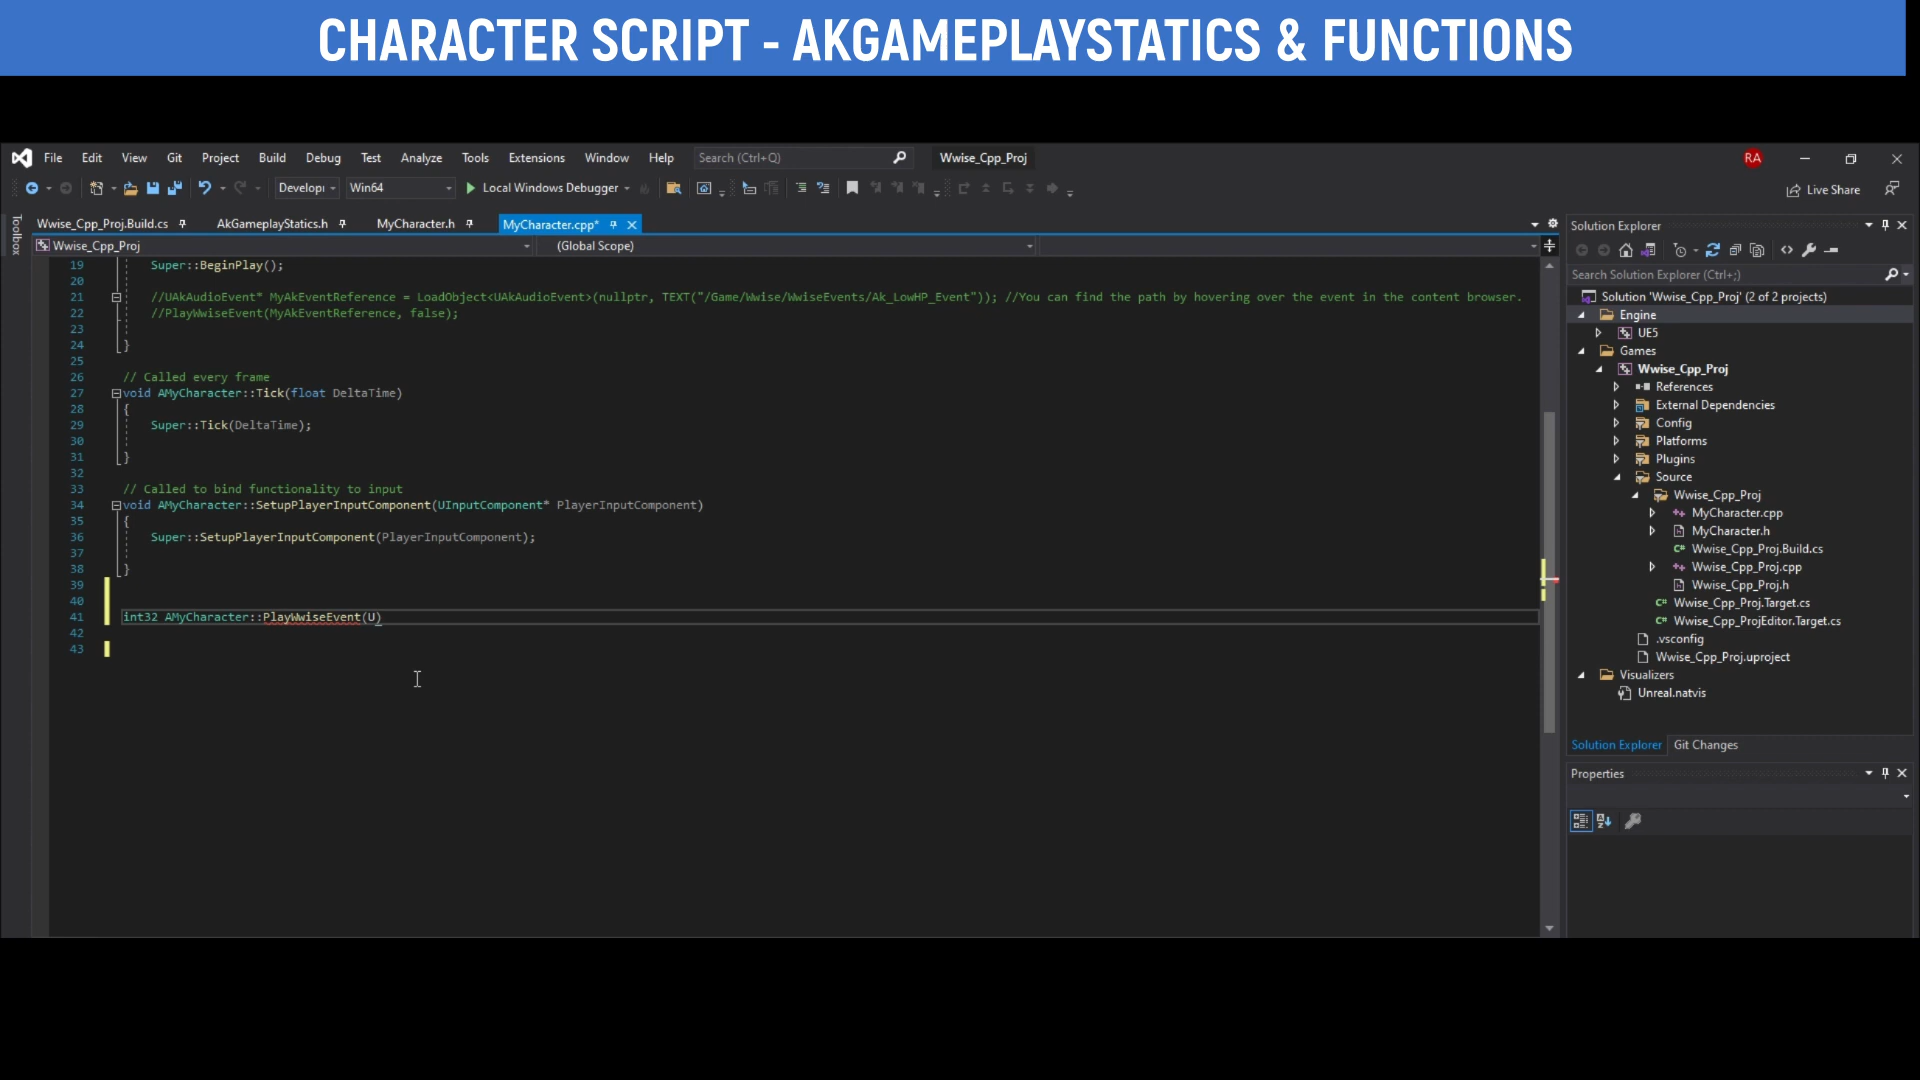 CHARACTER SCRIPT - AKGAMEPLAYSTATICS & FUNCTIONS
File Edit View Git Project Build Debug Test Analyze Tools Extensions Window Help Search (Ctrl+Q) Wwise_Cpp_Proj RA
Developı Win64 Local Windows Debugger Live Share
Toolbox
Wwise_Cpp_Proj.Build.cs AkGameplayStatics.h MyCharacter.h MyCharacter.cpp*
Wwise_Cpp_Proj (Global Scope)
19 Super::BeginPlay();
20
21 //UAkAudioEvent* MyAkEventReference = LoadObject<UAkAudioEvent>(nullptr, TEXT("/Game/Wwise/WwiseEvents/Ak_LowHP_Event")); //You can find the path by hovering over the event in the content browser.
22 //PlayWwiseEvent(MyAkEventReference, false);
23
24 }
25
26 // Called every frame
27 void AMyCharacter::Tick(float DeltaTime)
28 {
29 Super::Tick(DeltaTime);
30
31 }
32
33 // Called to bind functionality to input
34 void AMyCharacter::SetupPlayerInputComponent(UInputComponent* PlayerInputComponent)
35 {
36 Super::SetupPlayerInputComponent(PlayerInputComponent);
37
38 }
39
40
41 int32 AMyCharacter::PlayWwiseEvent(U)
42
43
Solution Explorer
Search Solution Explorer (Ctrl+;)
Solution 'Wwise_Cpp_Proj' (2 of 2 projects)
Engine
UE5
Games
Wwise_Cpp_Proj
References
External Dependencies
Config
Platforms
Plugins
Source
Wwise_Cpp_Proj
MyCharacter.cpp
MyCharacter.h
Wwise_Cpp_Proj.Build.cs
Wwise_Cpp_Proj.cpp
Wwise_Cpp_Proj.h
Wwise_Cpp_Proj.Target.cs
Wwise_Cpp_ProjEditor.Target.cs
.vsconfig
Wwise_Cpp_Proj.uproject
Visualizers
Unreal.natvis
Solution Explorer Git Changes
Properties